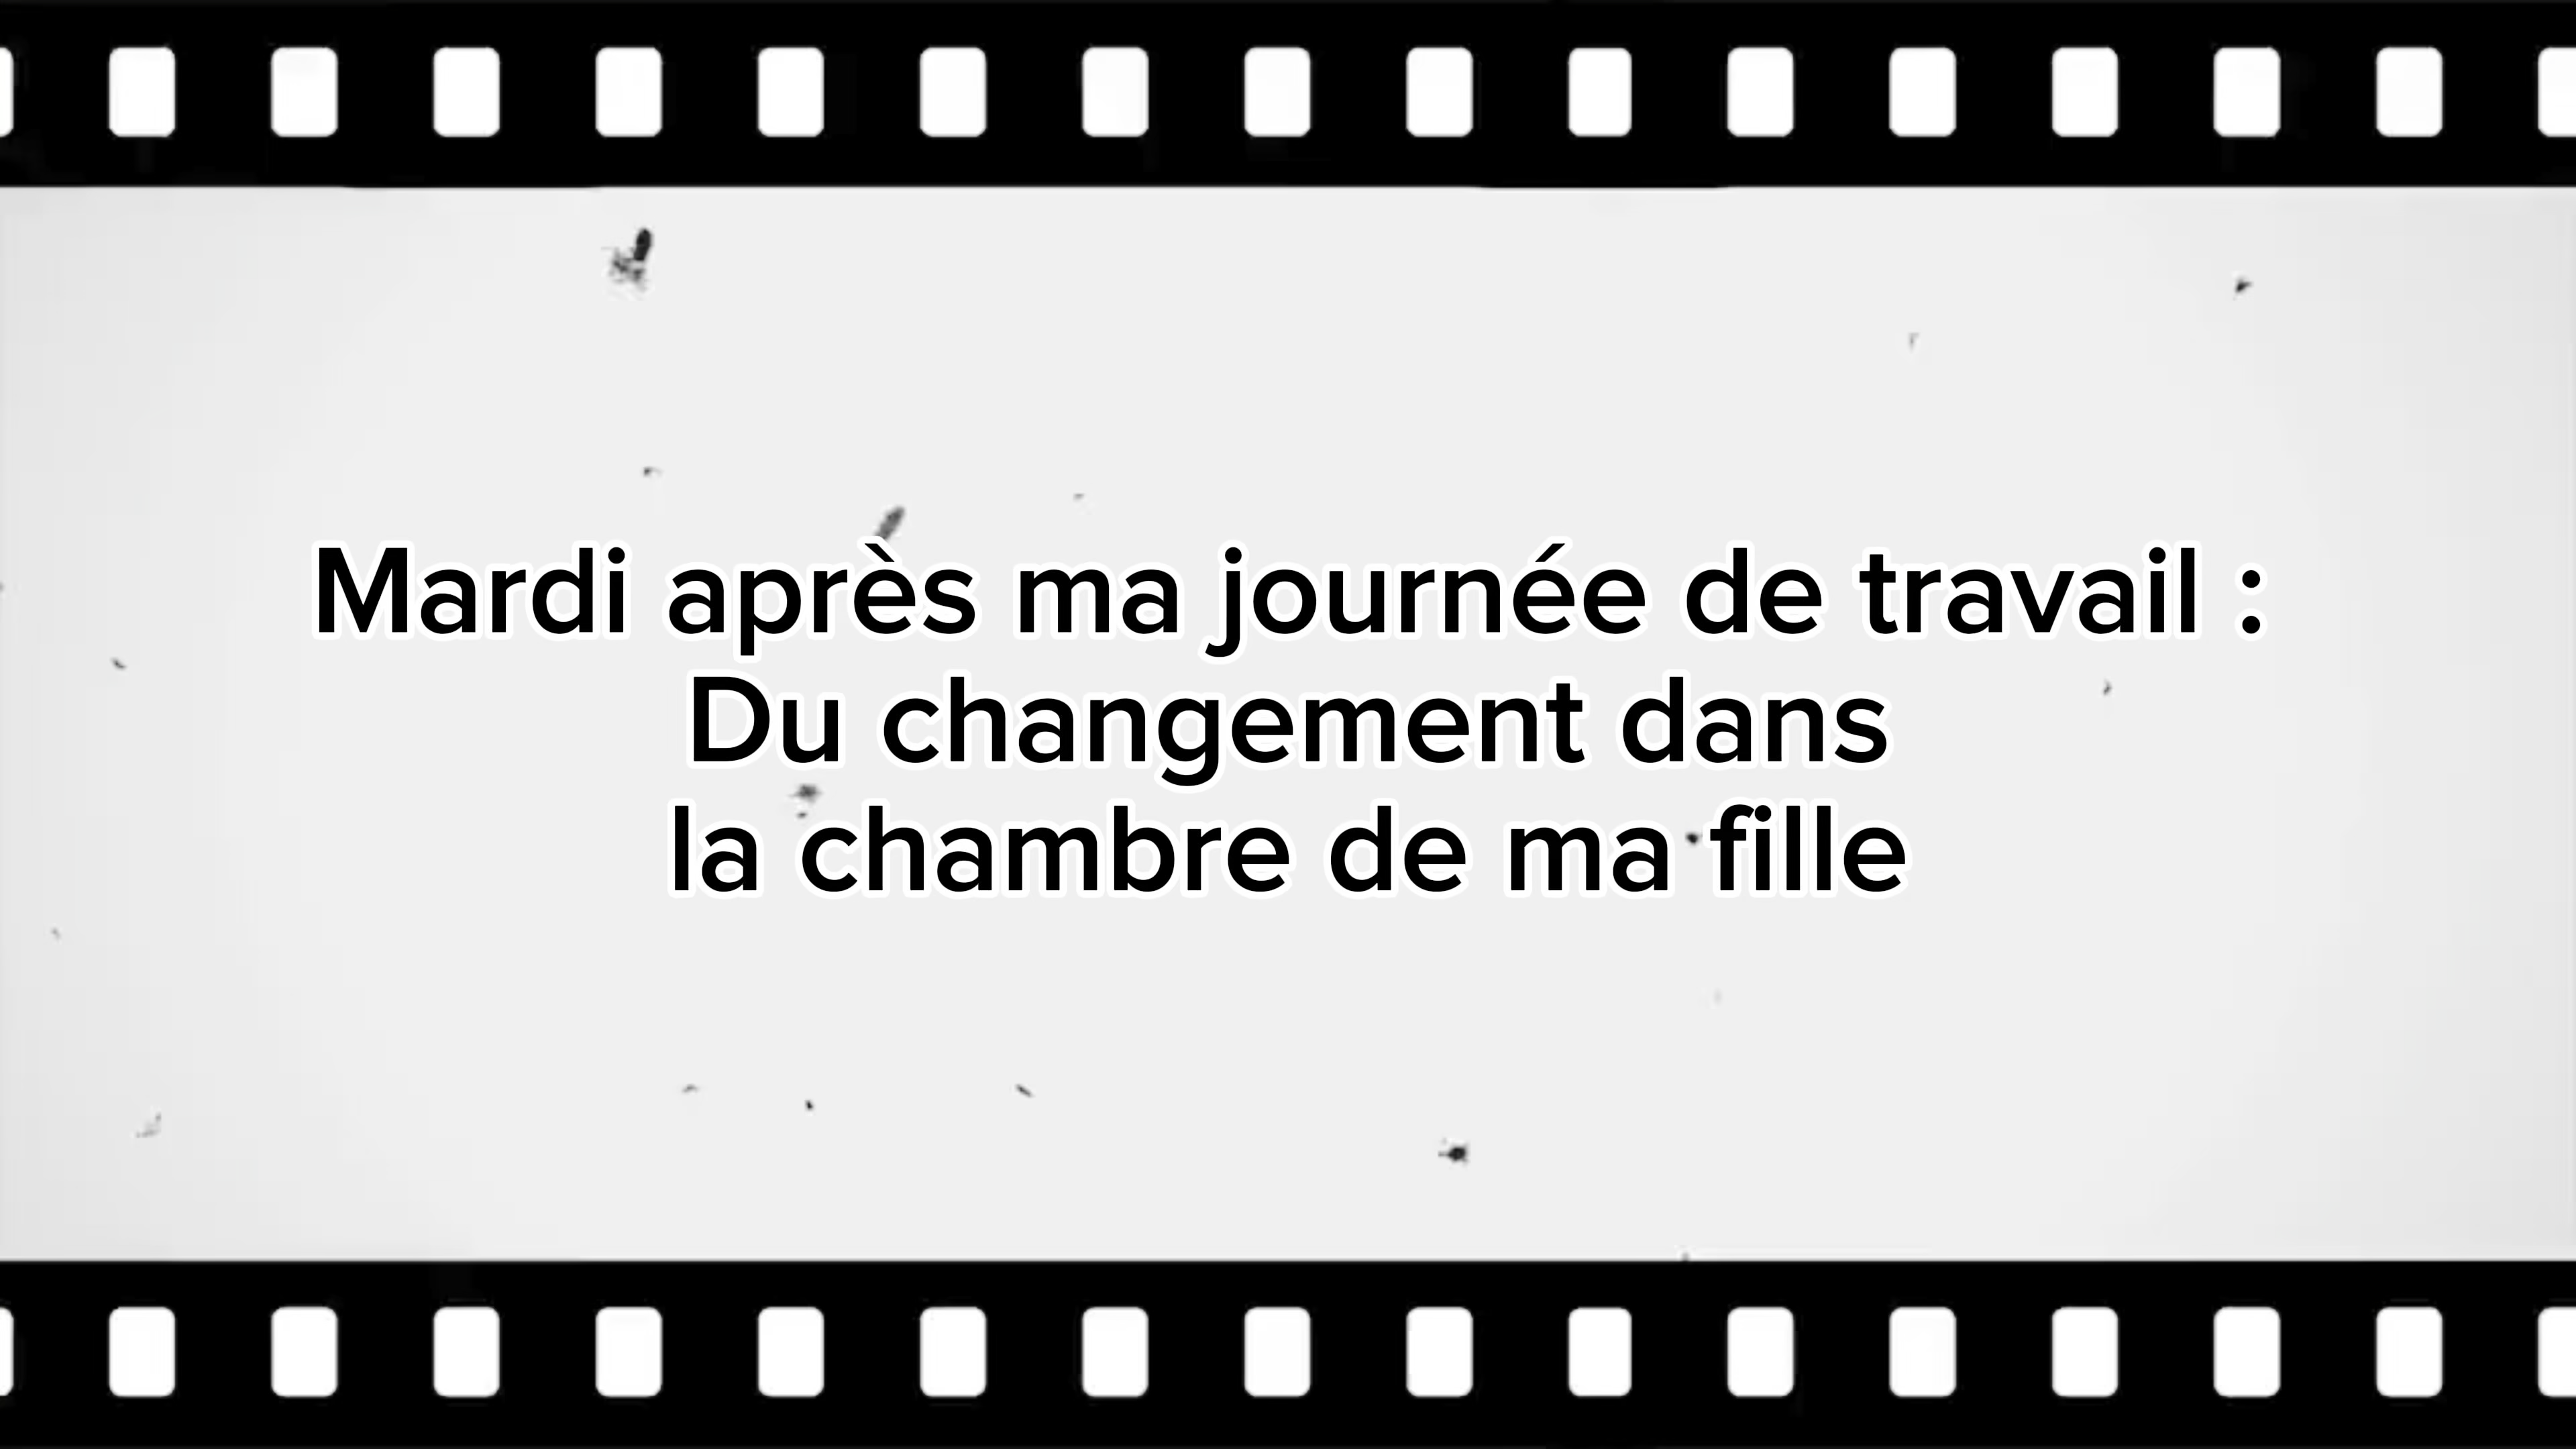 Mardi après ma journée de travail :
Du changement dans
la chambre de ma fille